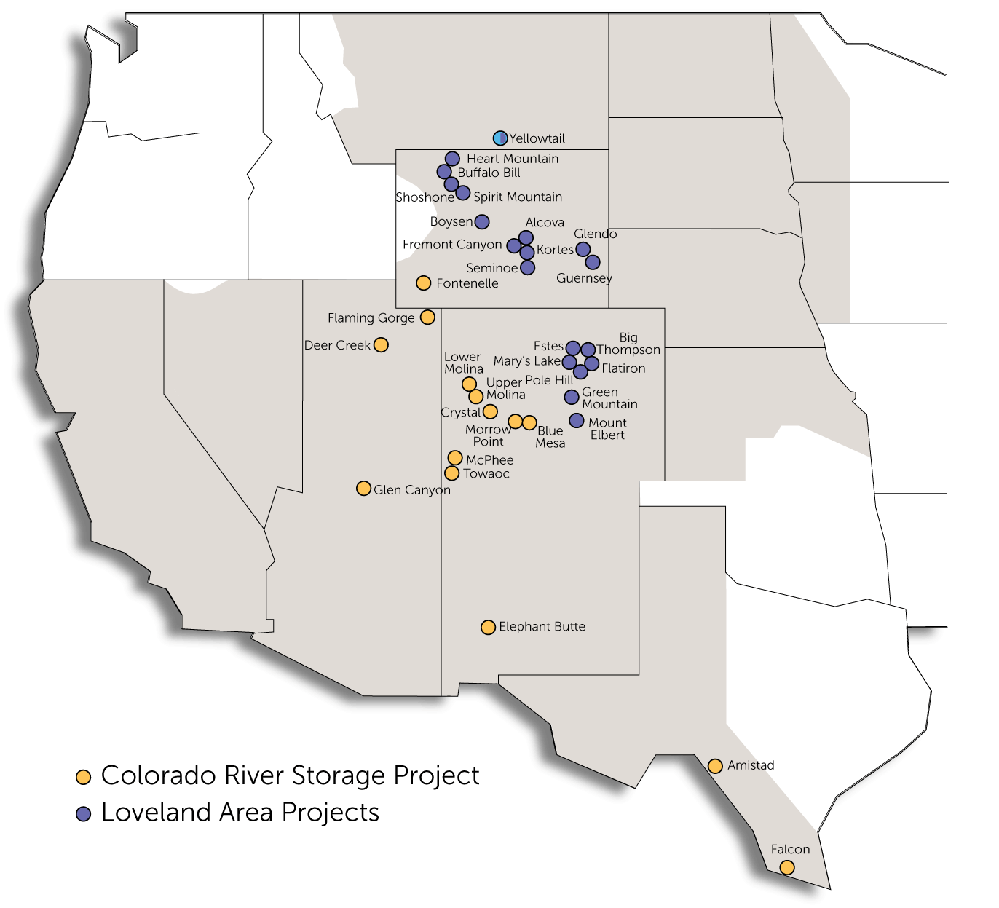 Yellowtail
Heart Mountain
Buffalo Bill
Shoshone
Spirit Mountain
Boysen
Alcova
Glendo
Fremont Canyon
Kortes
Seminoe
Guernsey
Fontenelle
Flaming Gorge
Deer Creek
Big
Thompson
Estes
Lower
Molina
Mary's Lake
Flatiron
Upper
Molina
Pole Hill
Green
Mountain
Crystal
Morrow
Point
Blue
Mesa
Mount
Elbert
McPhee
Towaoc
Glen Canyon
Elephant Butte
Amistad
Falcon
Colorado River Storage Project
Loveland Area Projects